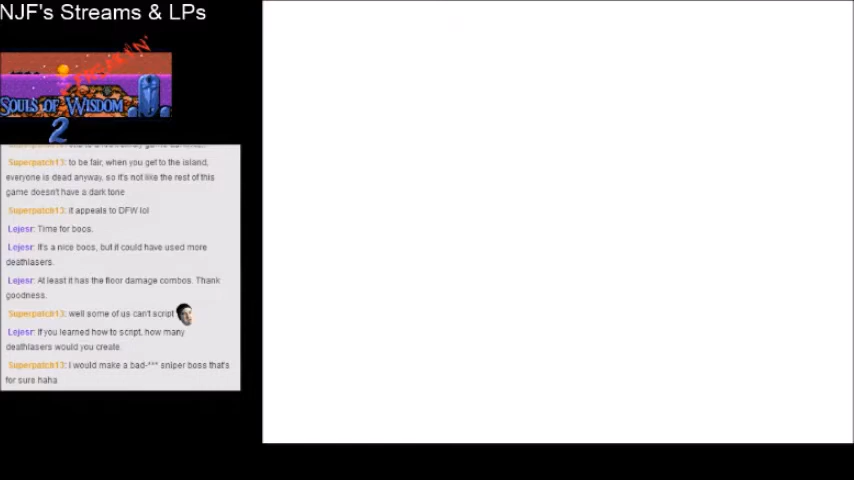 NJF's Streams & LPs
SOULS OF WISDOM
2
Superpatch13: to be fair, when you get to the island,
everyone is dead anyway, so it's not like the rest of this
game doesn't have a dark tone
Superpatch13: it appeals to DFW lol
Lejesr: Time for boos.
Lejesr: It's a nice boos, but it could have used more
deathlasers.
Lejesr: At least it has the floor damage combos. Thank
goodness.
Superpatch13: well some of us can't script
Lejesr: If you learned how to script, how many
deathlasers would you create.
Superpatch13: I would make a bad-*** sniper boss that's
for sure haha